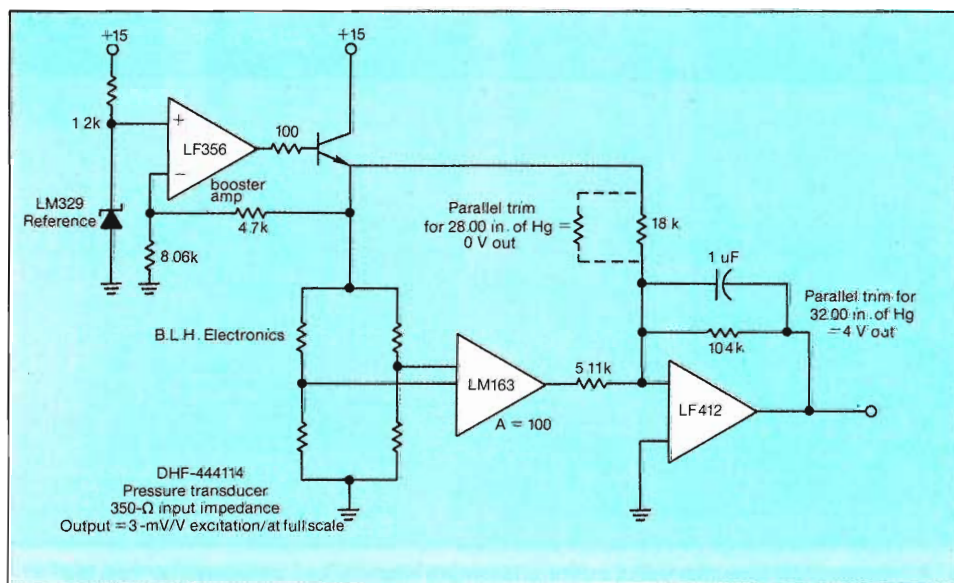 +15
+15
1.2k
+
LF356
−
100
booster
amp
LM329
Reference
4.7k
8.06k
Parallel trim
for 28.00 in. of Hg =
0 V out
18 k
1 uF
Parallel trim for
32.00 in. of Hg
= 4 V out
104k
B.L.H. Electronics
LM163
5.11k
A = 100
LF412
DHF-444114
Pressure transducer
350-Ω input impedance
Output = 3-mV/V excitation/at full scale